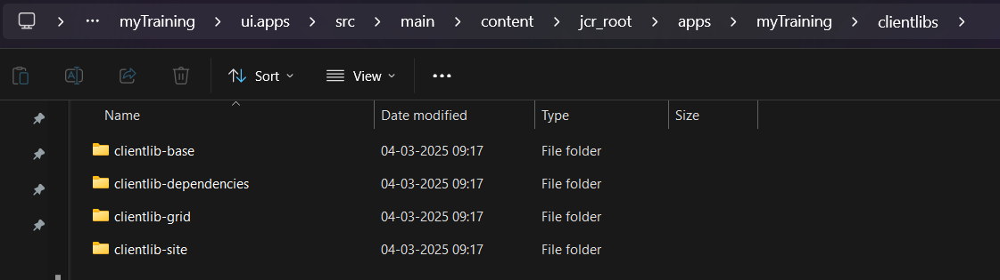 ··· myTraining ui.apps src main content jcr_root apps myTraining clientlibs
Sort View ···
Name Date modified Type Size
clientlib-base 04-03-2025 09:17 File folder
clientlib-dependencies 04-03-2025 09:17 File folder
clientlib-grid 04-03-2025 09:17 File folder
clientlib-site 04-03-2025 09:17 File folder